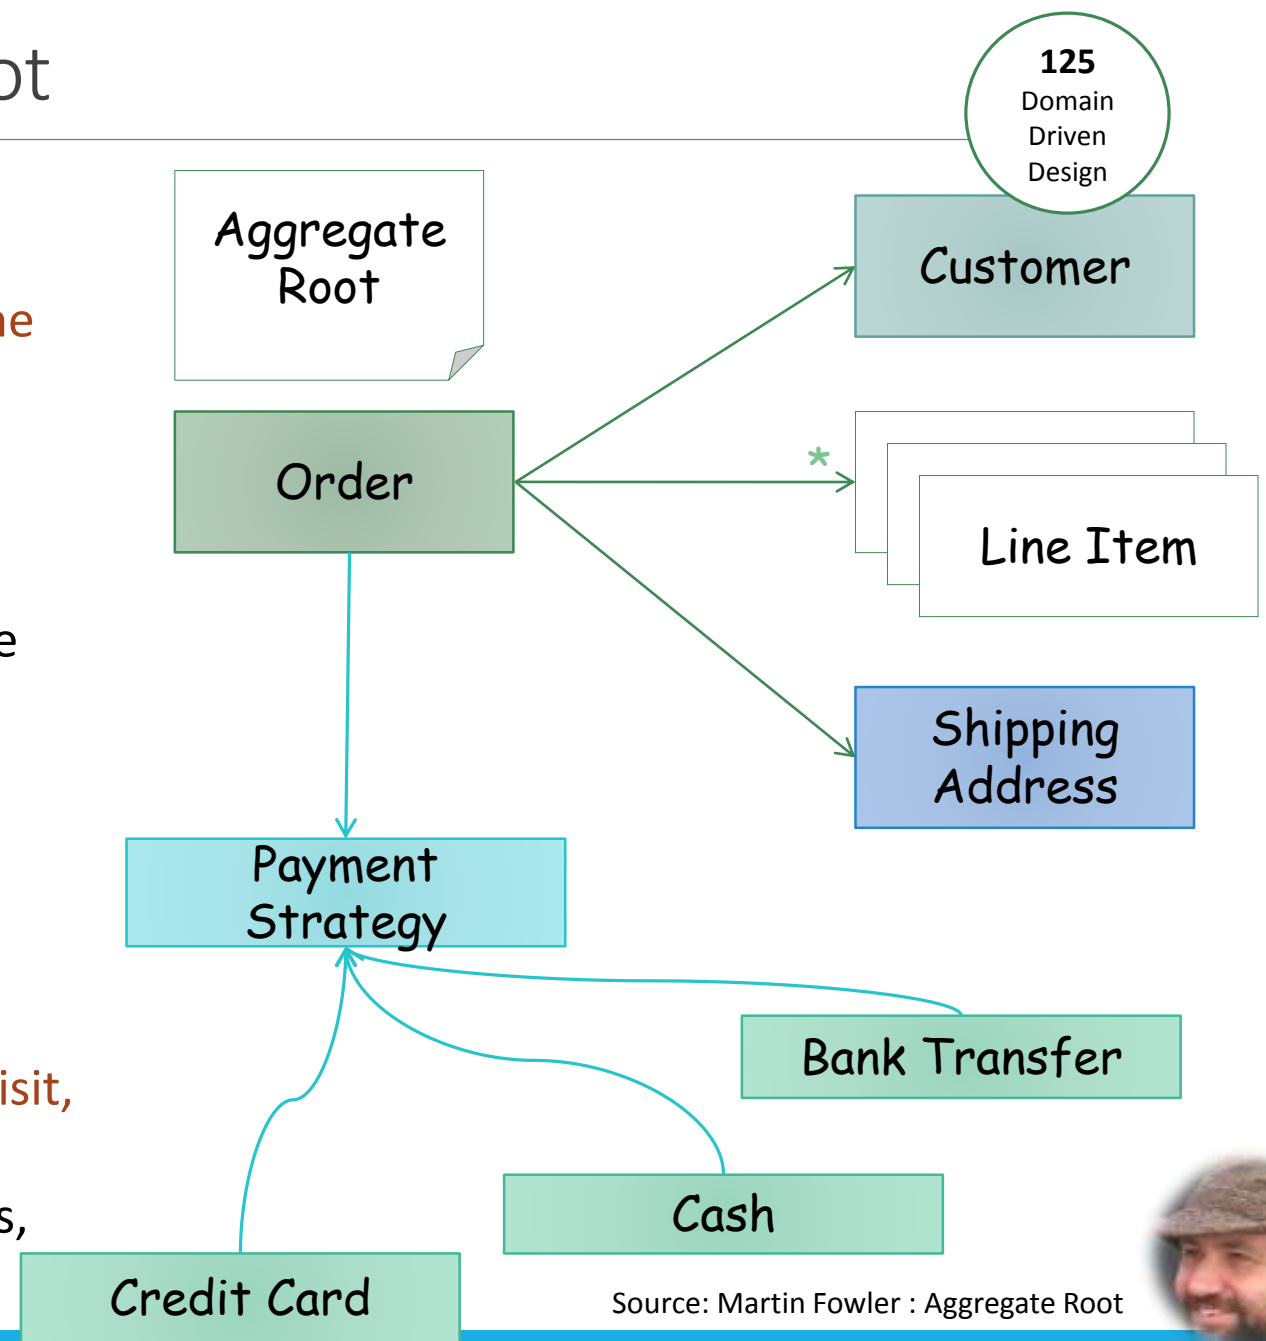 ot
125
Domain
Driven
Design
Aggregate
Root
Customer
ne
Order
*
Line Item
e
Shipping
Address
Payment
Strategy
Bank Transfer
isit,
Cash
s,
Credit Card
Source: Martin Fowler : Aggregate Root